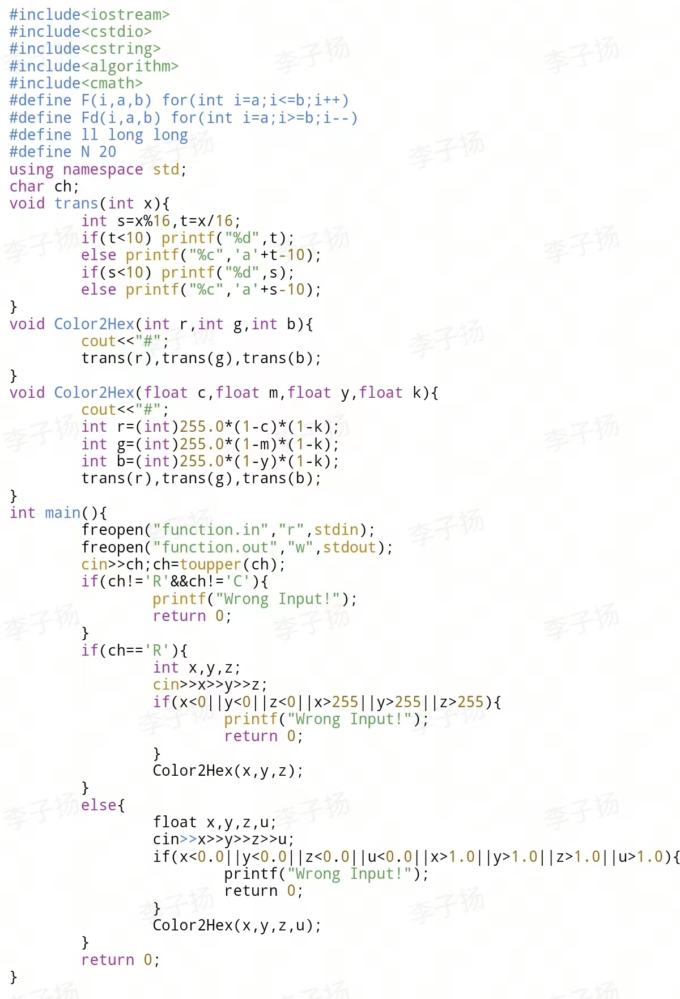 #include<iostream>
#include<cstdio>
#include<cstring>
#include<algorithm>
#include<cmath>
#define F(i,a,b) for(int i=a;i<=b;i++)
#define Fd(i,a,b) for(int i=a;i>=b;i--)
#define ll long long
#define N 20
using namespace std;
char ch;
void trans(int x){
        int s=x%16,t=x/16;
        if(t<10) printf("%d",t);
        else printf("%c",'a'+t-10);
        if(s<10) printf("%d",s);
        else printf("%c",'a'+s-10);
}
void Color2Hex(int r,int g,int b){
        cout<<"#";
        trans(r),trans(g),trans(b);
}
void Color2Hex(float c,float m,float y,float k){
        cout<<"#";
        int r=(int)255.0*(1-c)*(1-k);
        int g=(int)255.0*(1-m)*(1-k);
        int b=(int)255.0*(1-y)*(1-k);
        trans(r),trans(g),trans(b);
}
int main(){
        freopen("function.in","r",stdin);
        freopen("function.out","w",stdout);
        cin>>ch;ch=toupper(ch);
        if(ch!='R'&&ch!='C'){
                printf("Wrong Input!");
                return 0;
        }
        if(ch=='R'){
                int x,y,z;
                cin>>x>>y>>z;
                if(x<0||y<0||z<0||x>255||y>255||z>255){
                        printf("Wrong Input!");
                        return 0;
                }
                Color2Hex(x,y,z);
        }
        else{
                float x,y,z,u;
                cin>>x>>y>>z>>u;
                if(x<0.0||y<0.0||z<0.0||u<0.0||x>1.0||y>1.0||z>1.0||u>1.0){
                        printf("Wrong Input!");
                        return 0;
                }
                Color2Hex(x,y,z,u);
        }
        return 0;
}
李子扬